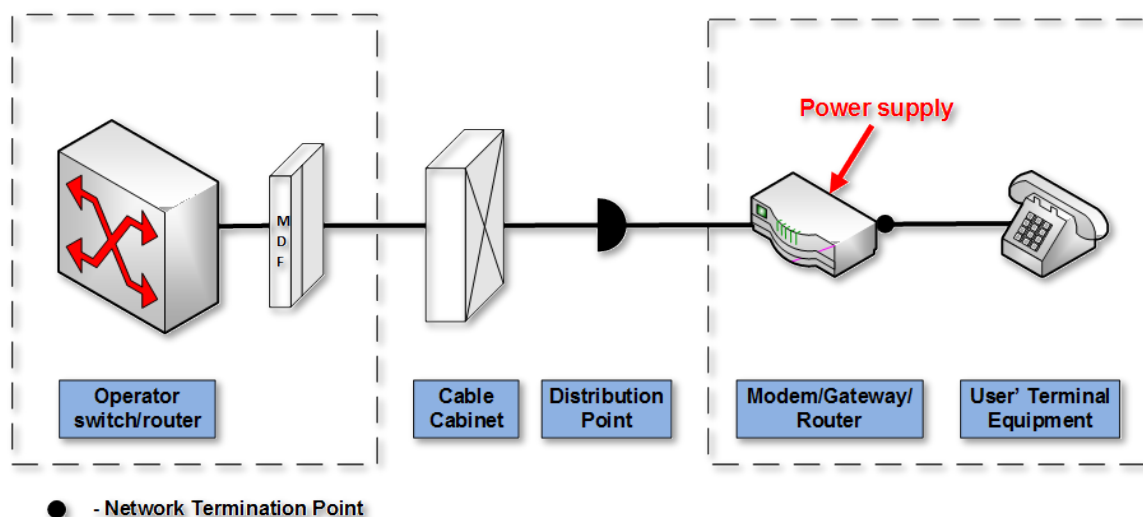 Power supply
M
D
F
Operator
switch/router
Cable
Cabinet
Distribution
Point
Modem/Gateway/
Router
User' Terminal
Equipment
- Network Termination Point